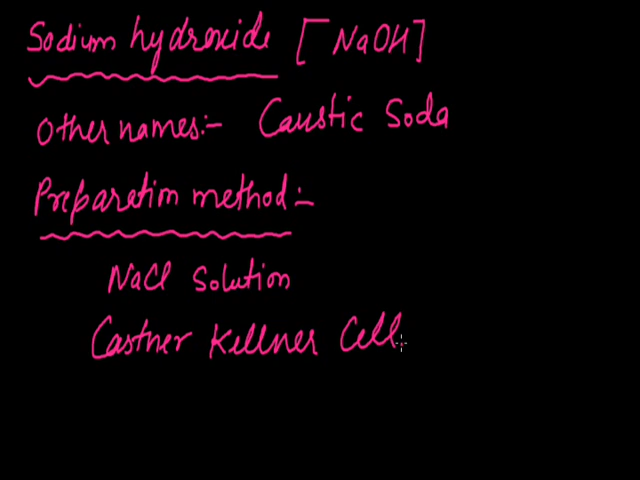 Sodium hydroxide [NaOH]
Other names:- Caustic Soda
Preparation method:-
NaCl Solution
Castner Kellner Cell